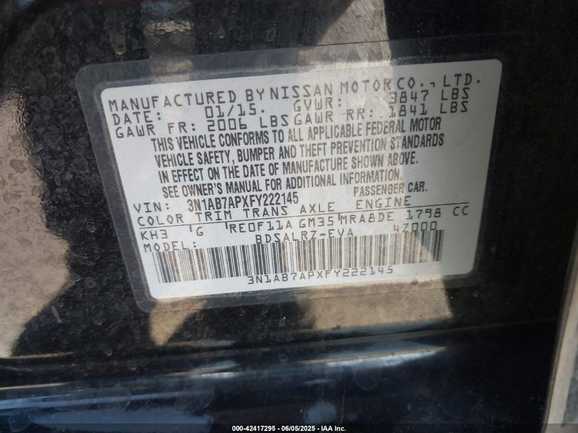 MANUFACTURED BY NISSAN MOTOR CO., LTD.
DATE: 01/15. GVWR: 3847 LBS
GAWR FR: 2006 LBS GAWR RR: 1841 LBS
THIS VEHICLE CONFORMS TO ALL APPLICABLE FEDERAL MOTOR
VEHICLE SAFETY, BUMPER AND THEFT PREVENTION STANDARDS
IN EFFECT ON THE DATE OF MANUFACTURE SHOWN ABOVE.
SEE OWNER'S MANUAL FOR ADDITIONAL INFORMATION.
VIN: 3N1AB7APXFY222145 PASSENGER CAR.
COLOR TRIM TRANS AXLE ENGINE
KH3 G RE0F11A GM35 MRA8DE 1798 CC
BDSALR7-EVA 47000
3N1AB7APXFY222145
000-42417295 - 06/05/2025 - IAA Inc.